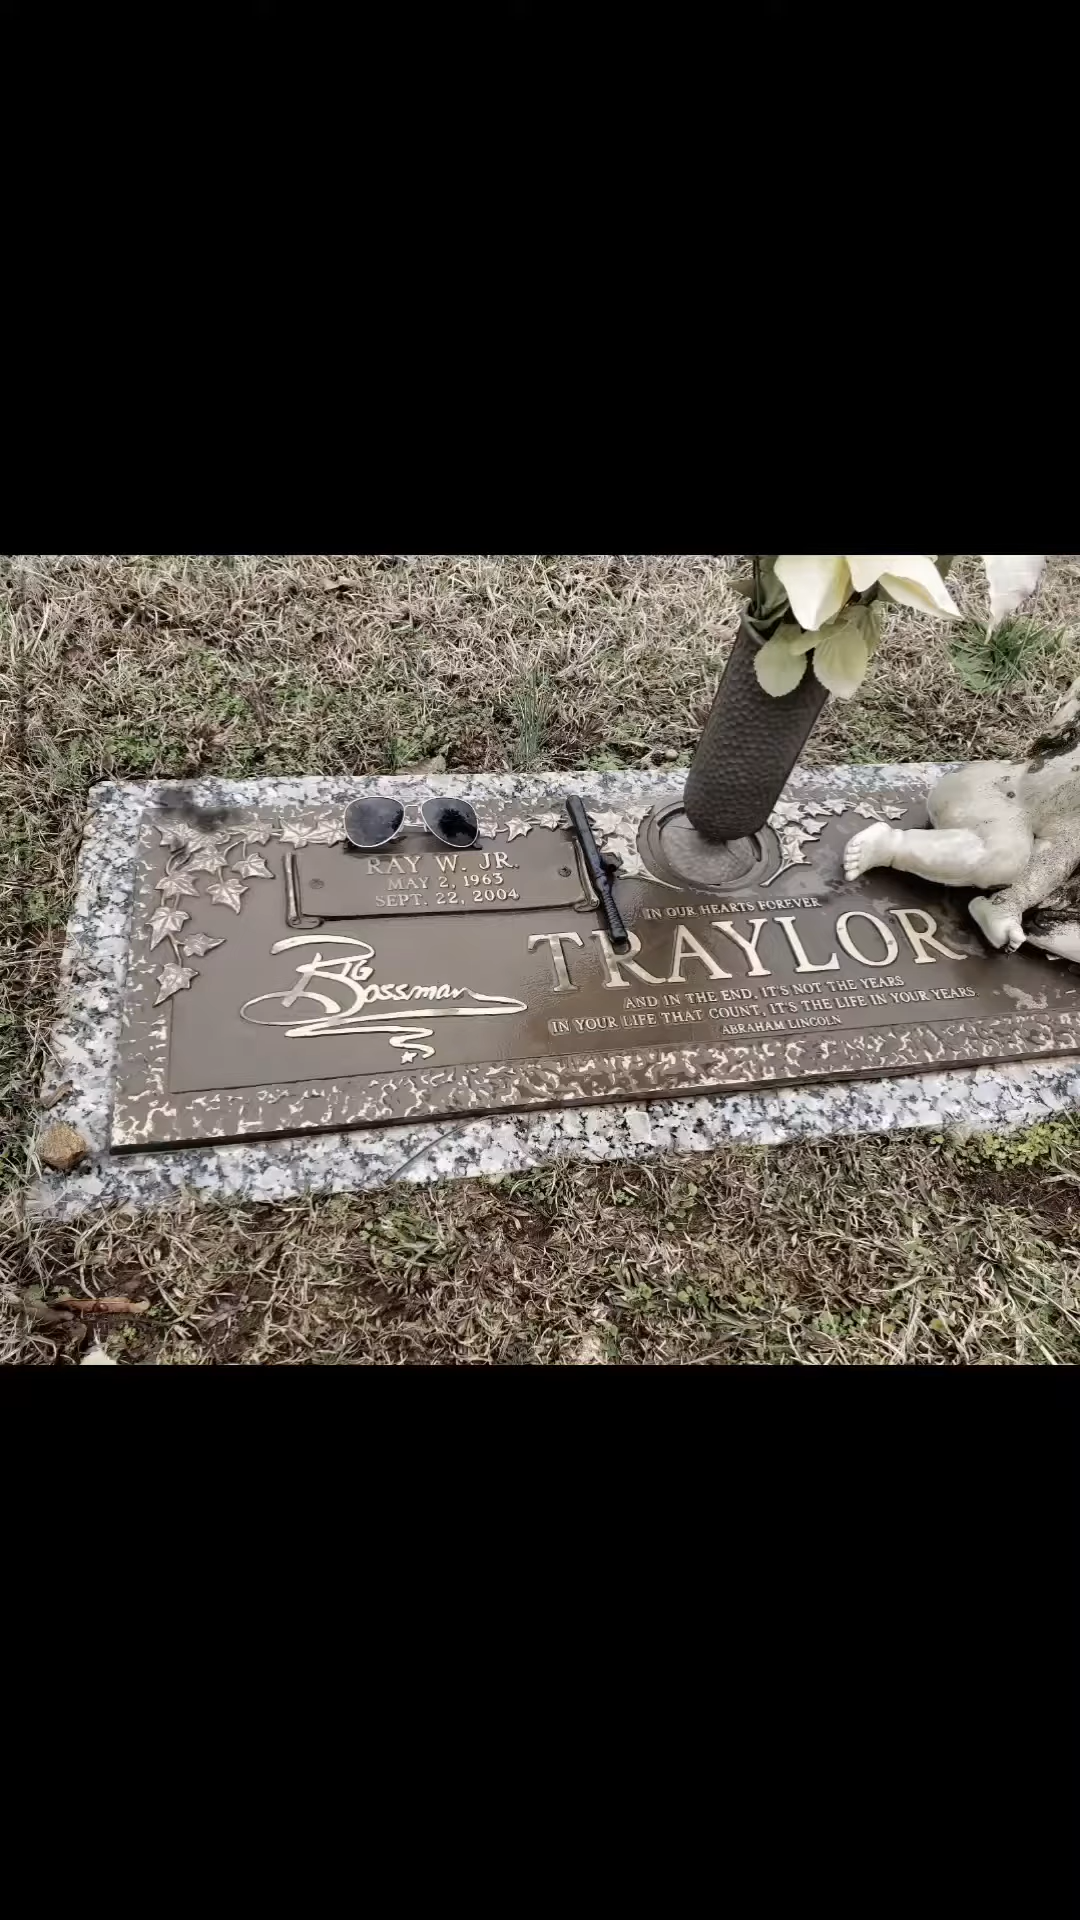 RAY W. JR.
MAY 2, 1963
SEPT. 22, 2004
BIG
Bossman
IN OUR HEARTS FOREVER
TRAYLOR
AND IN THE END, IT'S NOT THE YEARS
IN YOUR LIFE THAT COUNT, IT'S THE LIFE IN YOUR YEARS.
ABRAHAM LINCOLN